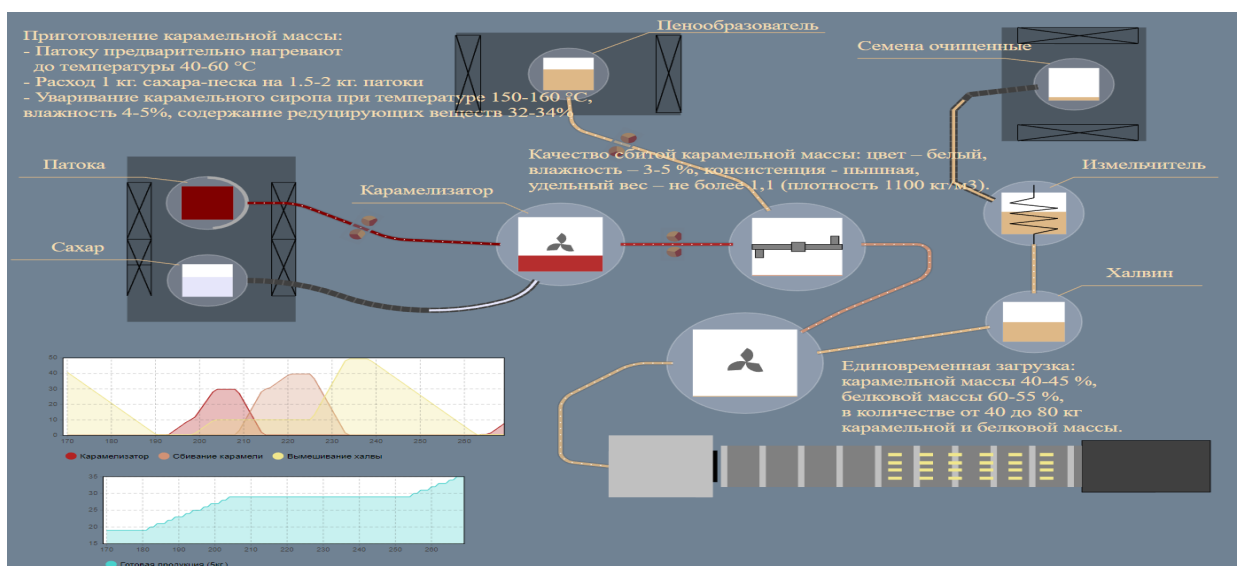 Приготовление карамельной массы:
- Патоку предварительно нагревают
до температуры 40-60 °C
- Расход 1 кг. сахара-песка на 1.5-2 кг. патоки
- Уваривание карамельного сиропа при температуре 150-160 °C,
влажность 4-5%, содержание редуцирующих веществ 32-34%
Пенообразователь
Семена очищенные
Качество сбитой карамельной массы: цвет – белый,
влажность – 3-5 %, консистенция - пышная,
удельный вес – не более 1,1 (плотность 1100 кг/м3).
Патока
Карамелизатор
Измельчитель
Сахар
Халвин
Единовременная загрузка:
карамельной массы 40-45 %,
белковой массы 60-55 %,
в количестве от 40 до 80 кг
карамельной и белковой массы.
50
40
30
20
10
0
170 180 190 200 210 220 230 240 250 260
Карамелизатор Сбивание карамели Вымешивание халвы
35
30
25
20
15
170 180 190 200 210 220 230 240 250 260
Готовая продукция (5кг.)